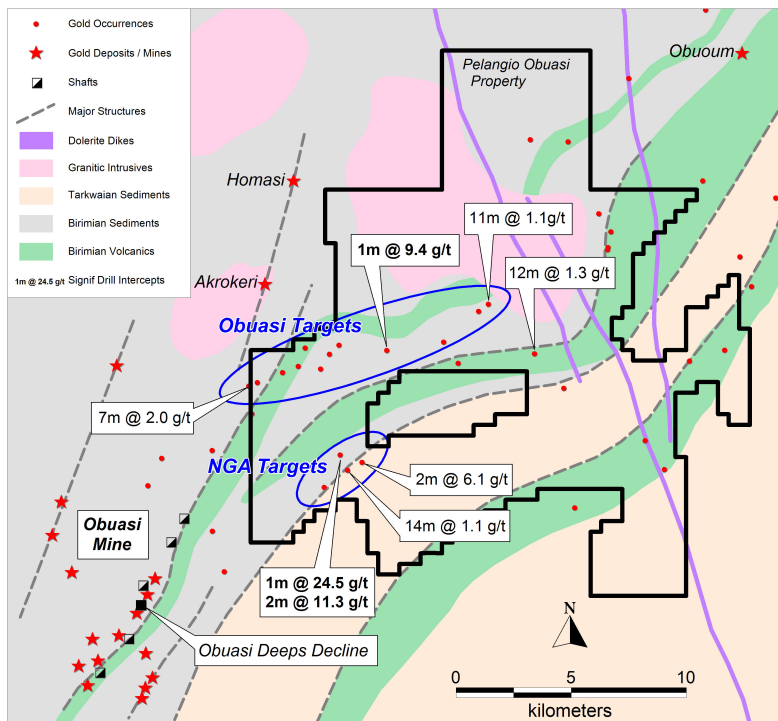 Gold Occurrences
Gold Deposits / Mines
Shafts
Major Structures
Dolerite Dikes
Granitic Intrusives
Tarkwaian Sediments
Birimian Sediments
Birimian Volcanics
1m @ 24.5 g/t Signif Drill Intercepts
Pelangio Obuasi
Property
Obuoum
Homasi
11m @ 1.1g/t
1m @ 9.4 g/t
12m @ 1.3 g/t
Akrokeri
Obuasi Targets
7m @ 2.0 g/t
NGA Targets
2m @ 6.1 g/t
14m @ 1.1 g/t
Obuasi
Mine
1m @ 24.5 g/t
2m @ 11.3 g/t
Obuasi Deeps Decline
N
0 5 10
kilometers